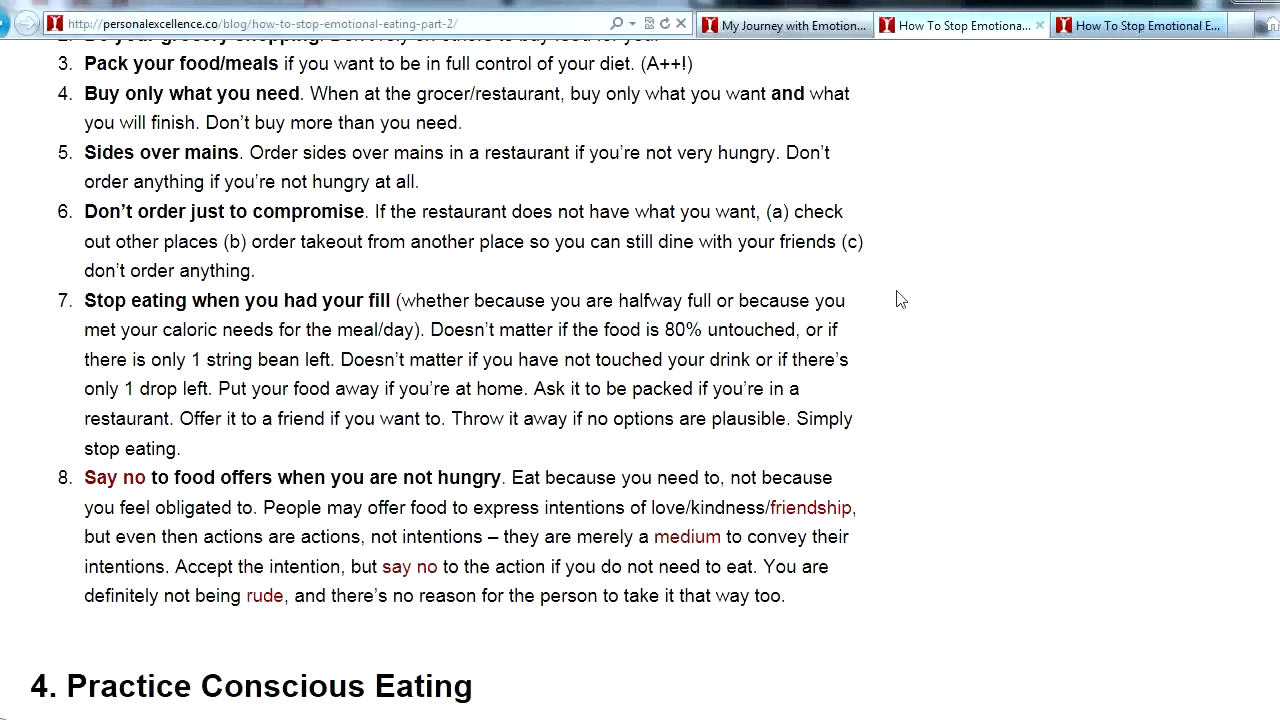 http://personalexcellence.co/blog/how-to-stop-emotional-eating-part-2/
My Journey with Emotion...
How To Stop Emotiona...
How To Stop Emotional E...
3. Pack your food/meals if you want to be in full control of your diet. (A++!)
4. Buy only what you need. When at the grocer/restaurant, buy only what you want and what
you will finish. Don’t buy more than you need.
5. Sides over mains. Order sides over mains in a restaurant if you’re not very hungry. Don’t
order anything if you’re not hungry at all.
6. Don’t order just to compromise. If the restaurant does not have what you want, (a) check
out other places (b) order takeout from another place so you can still dine with your friends (c)
don’t order anything.
7. Stop eating when you had your fill (whether because you are halfway full or because you
met your caloric needs for the meal/day). Doesn’t matter if the food is 80% untouched, or if
there is only 1 string bean left. Doesn’t matter if you have not touched your drink or if there’s
only 1 drop left. Put your food away if you’re at home. Ask it to be packed if you’re in a
restaurant. Offer it to a friend if you want to. Throw it away if no options are plausible. Simply
stop eating.
8. Say no to food offers when you are not hungry. Eat because you need to, not because
you feel obligated to. People may offer food to express intentions of love/kindness/friendship,
but even then actions are actions, not intentions – they are merely a medium to convey their
intentions. Accept the intention, but say no to the action if you do not need to eat. You are
definitely not being rude, and there’s no reason for the person to take it that way too.
4. Practice Conscious Eating